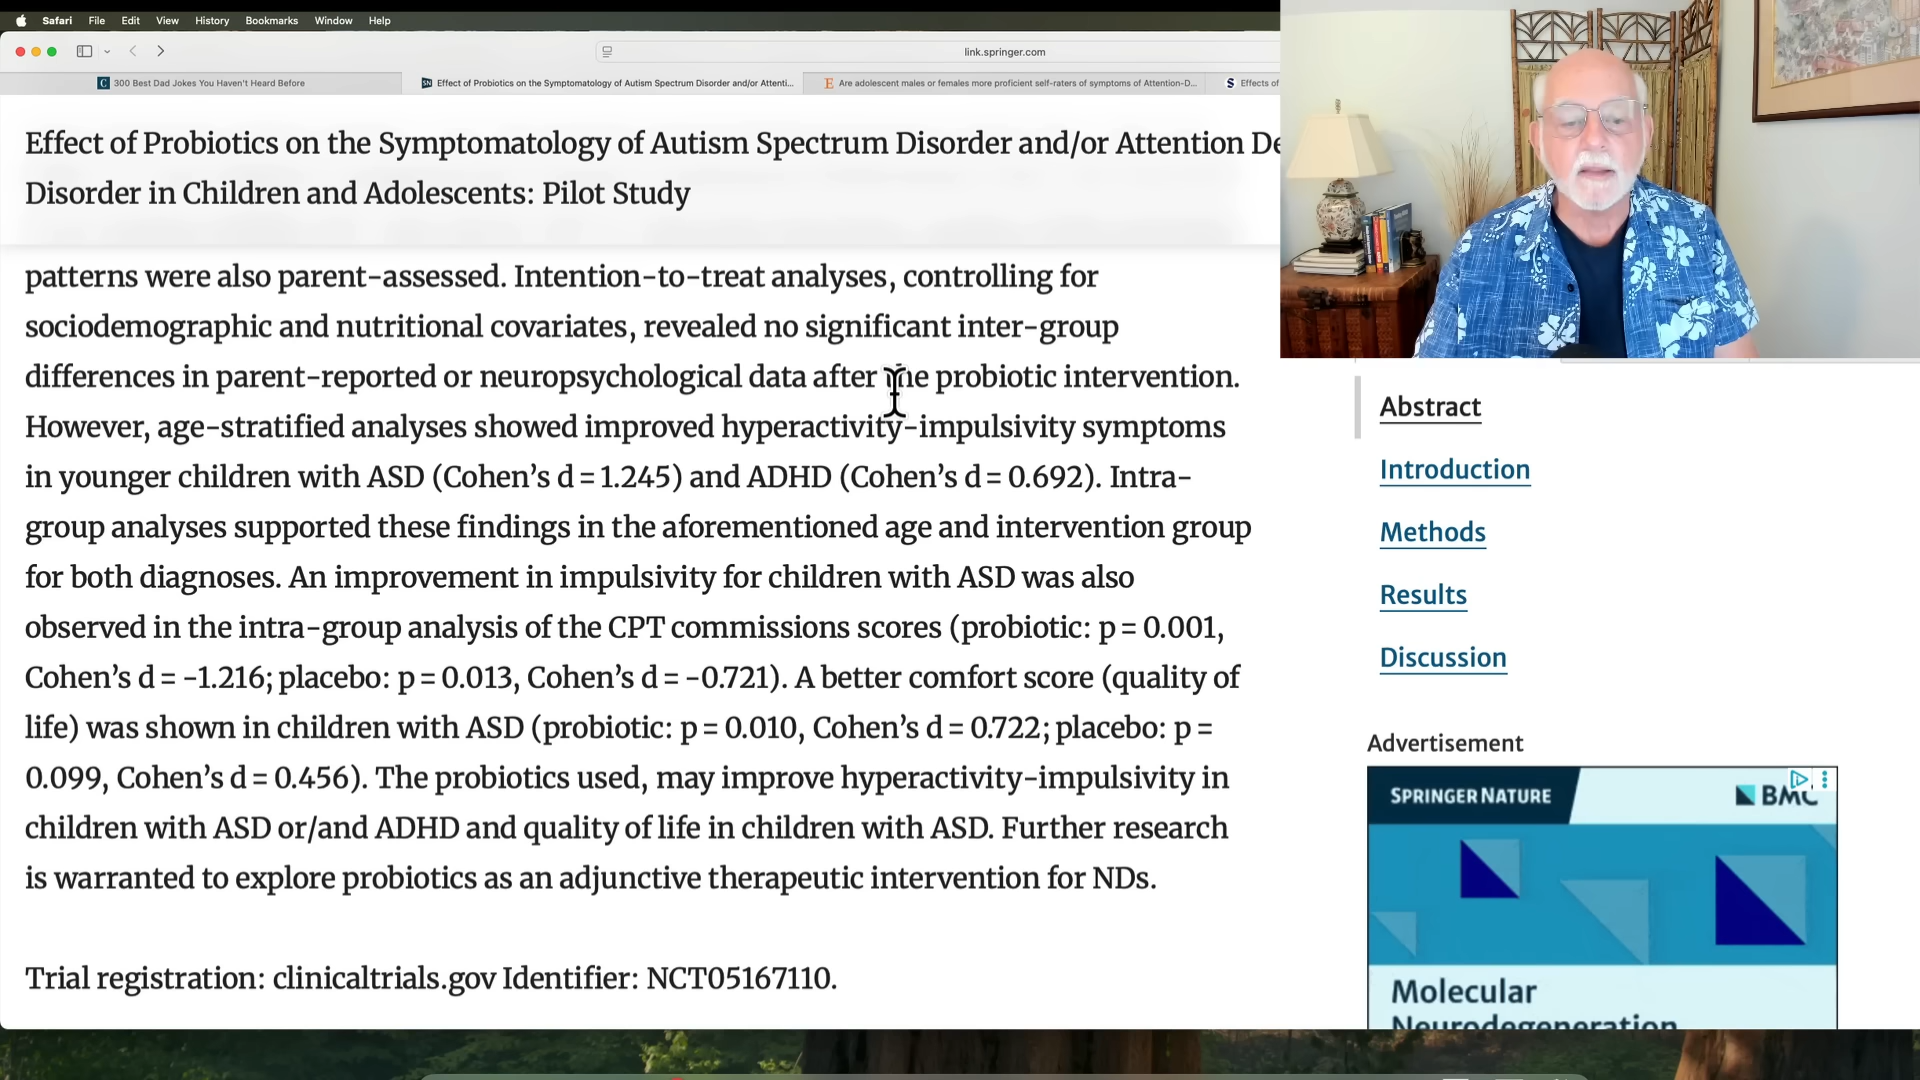 Safari File Edit View History Bookmarks Window Help
link.springer.com
300 Best Dad Jokes You Haven't Heard Before
Effect of Probiotics on the Symptomatology of Autism Spectrum Disorder and/or Attenti...
Are adolescent males or females more proficient self-raters of symptoms of Attention-D...
Effects of
Effect of Probiotics on the Symptomatology of Autism Spectrum Disorder and/or Attention De
Disorder in Children and Adolescents: Pilot Study
patterns were also parent-assessed. Intention-to-treat analyses, controlling for
sociodemographic and nutritional covariates, revealed no significant inter-group
differences in parent-reported or neuropsychological data after the probiotic intervention.
However, age-stratified analyses showed improved hyperactivity-impulsivity symptoms
in younger children with ASD (Cohen’s d = 1.245) and ADHD (Cohen’s d = 0.692). Intra-
group analyses supported these findings in the aforementioned age and intervention group
for both diagnoses. An improvement in impulsivity for children with ASD was also
observed in the intra-group analysis of the CPT commissions scores (probiotic: p = 0.001,
Cohen’s d = -1.216; placebo: p = 0.013, Cohen’s d = -0.721). A better comfort score (quality of
life) was shown in children with ASD (probiotic: p = 0.010, Cohen’s d = 0.722; placebo: p =
0.099, Cohen’s d = 0.456). The probiotics used, may improve hyperactivity-impulsivity in
children with ASD or/and ADHD and quality of life in children with ASD. Further research
is warranted to explore probiotics as an adjunctive therapeutic intervention for NDs.
Trial registration: clinicaltrials.gov Identifier: NCT05167110.
Abstract
Introduction
Methods
Results
Discussion
Advertisement
SPRINGER NATURE
BMC
Molecular
Neurodegeneration